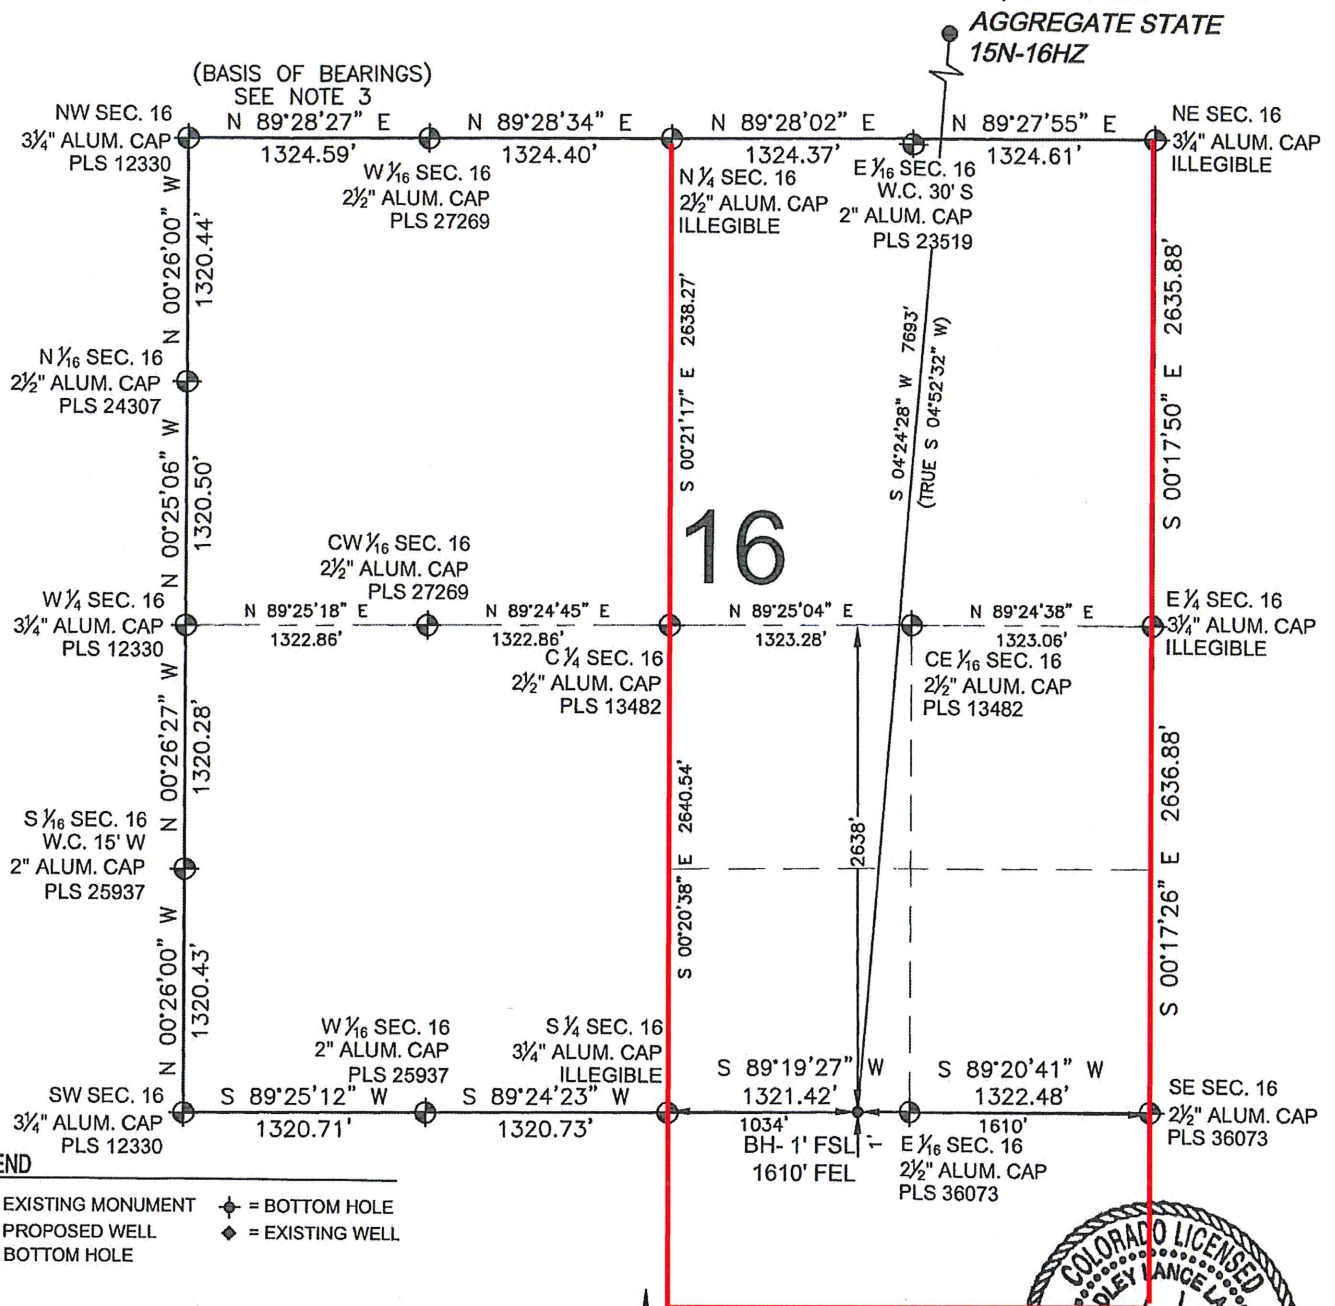 AGGREGATE STATE
15N-16HZ
(BASIS OF BEARINGS)
SEE NOTE 3
NW SEC. 16
3¼" ALUM. CAP
PLS 12330
N 89°28'27" E
1324.59'
N 89°28'34" E
1324.40'
N 89°28'02" E
1324.37'
N 89°27'55" E
1324.61'
NE SEC. 16
3¼" ALUM. CAP
ILLEGIBLE
W 1/16 SEC. 16
2½" ALUM. CAP
PLS 27269
N ¼ SEC. 16
2½" ALUM. CAP
ILLEGIBLE
E 1/16 SEC. 16
W.C. 30' S
2" ALUM. CAP
PLS 23519
N 00°26'00" W
1320.44'
S 00°21'17" E 2638.27'
S 04°24'28" W 7693'
(TRUE S 04°52'32" W)
S 00°17'50" E 2635.88'
N 1/16 SEC. 16
2½" ALUM. CAP
PLS 24307
N 00°25'06" W
1320.50'
16
CW 1/16 SEC. 16
2½" ALUM. CAP
PLS 27269
W ¼ SEC. 16
3¼" ALUM. CAP
PLS 12330
N 89°25'18" E
1322.86'
N 89°24'45" E
1322.86'
N 89°25'04" E
1323.28'
N 89°24'38" E
1323.06'
E ¼ SEC. 16
3¼" ALUM. CAP
ILLEGIBLE
C ¼ SEC. 16
2½" ALUM. CAP
PLS 13482
CE 1/16 SEC. 16
2½" ALUM. CAP
PLS 13482
N 00°26'27" W
1320.28'
S 00°20'38" E 2640.54'
2638'
S 00°17'26" E 2636.88'
S 1/16 SEC. 16
W.C. 15' W
2" ALUM. CAP
PLS 25937
N 00°26'00" W
1320.43'
W 1/16 SEC. 16
2" ALUM. CAP
PLS 25937
S ¼ SEC. 16
3¼" ALUM. CAP
ILLEGIBLE
SW SEC. 16
3¼" ALUM. CAP
PLS 12330
S 89°25'12" W
1320.71'
S 89°24'23" W
1320.73'
S 89°19'27" W
1321.42'
S 89°20'41" W
1322.48'
SE SEC. 16
2½" ALUM. CAP
PLS 36073
1034'
1610'
BH- 1' FSL
1'
1610' FEL
E 1/16 SEC. 16
2½" ALUM. CAP
PLS 36073
END
EXISTING MONUMENT
= BOTTOM HOLE
PROPOSED WELL
= EXISTING WELL
BOTTOM HOLE
COLORADO LICENSED
DLEY LANCE LA